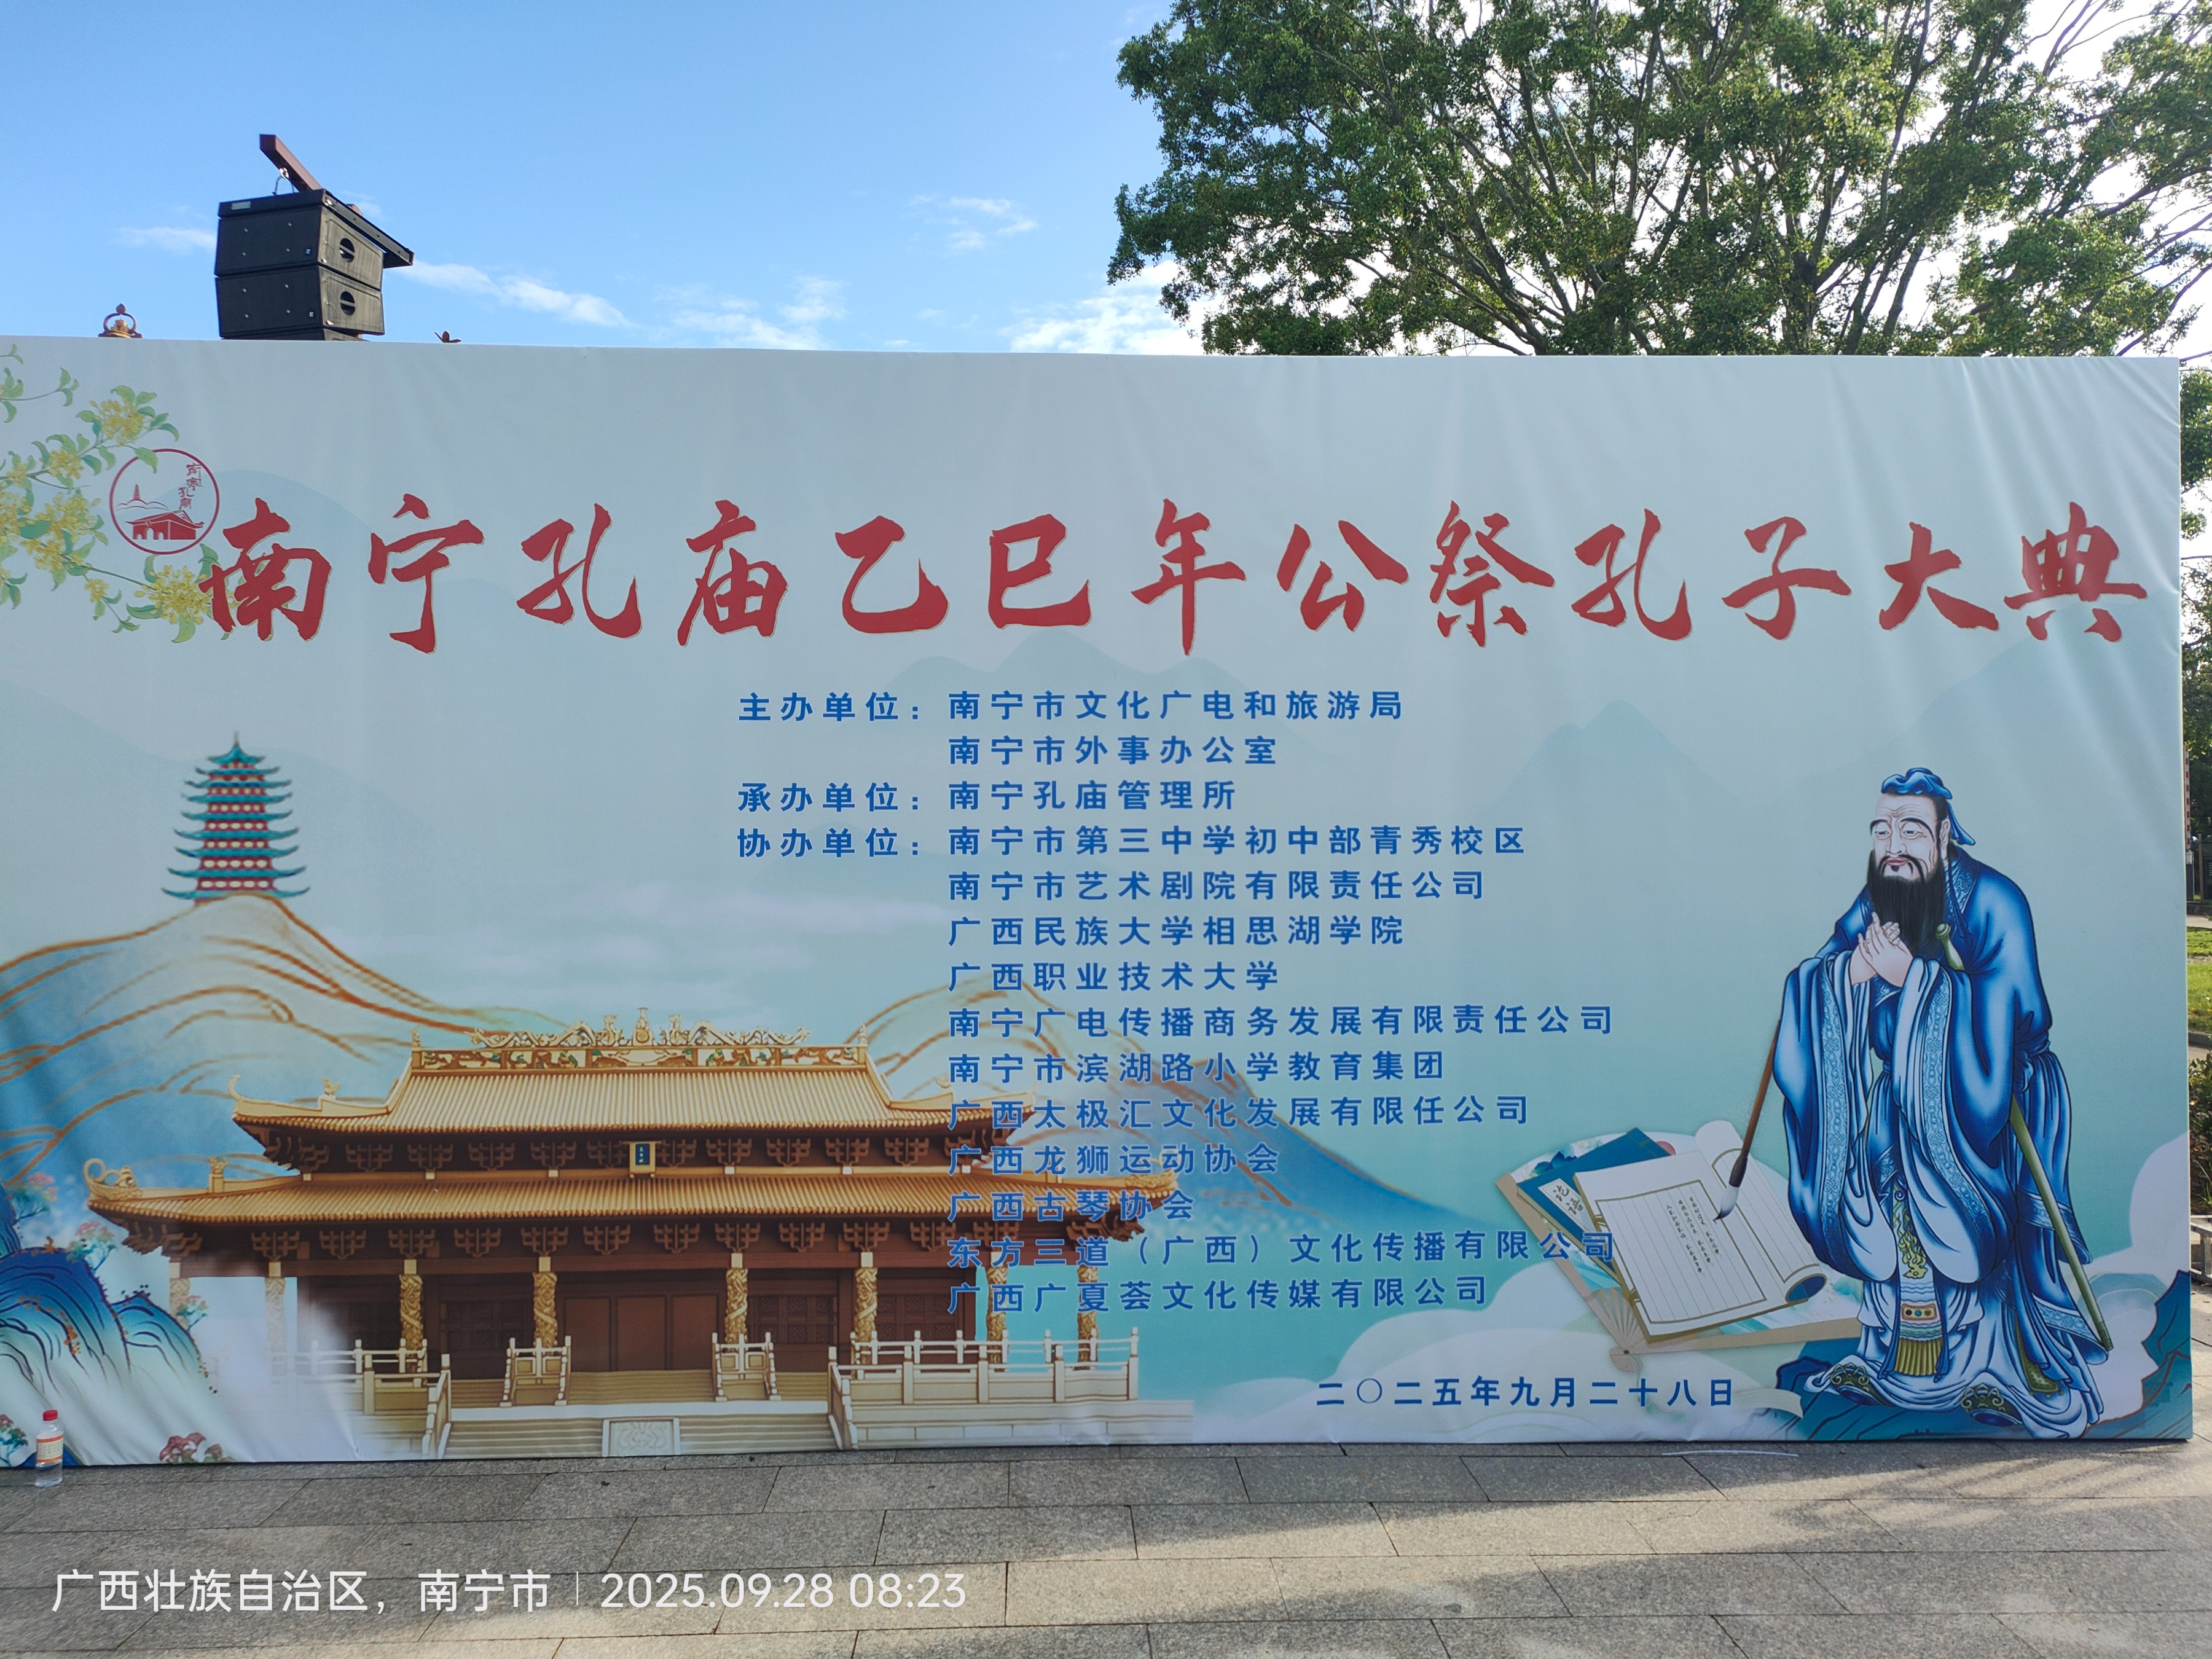 南宁孔庙
南宁孔庙乙巳年公祭孔子大典
主办单位：南宁市文化广电和旅游局
南宁市外事办公室
承办单位：南宁孔庙管理所
协办单位：南宁市第三中学初中部青秀校区
南宁市艺术剧院有限责任公司
广西民族大学相思湖学院
广西职业技术大学
南宁广电传播商务发展有限责任公司
南宁市滨湖路小学教育集团
广西太极汇文化发展有限任公司
广西龙狮运动协会
广西古琴协会
东方三道（广西）文化传播有限公司
广西广夏荟文化传媒有限公司
论语
二〇二五年九月二十八日
广西壮族自治区，南宁市 | 2025.09.28 08:23